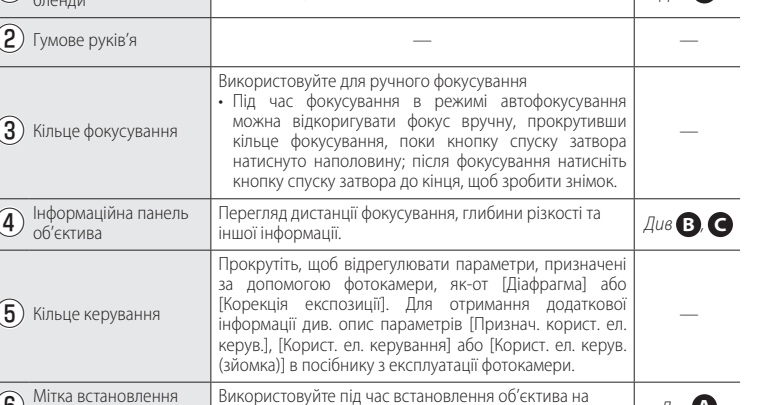 бленди
2 Гумове руків’я — —
Використовуйте для ручного фокусування
• Під час фокусування в режимі автофокусування
можна відкоригувати фокус вручну, прокрутивши
3 Кільце фокусування
кільце фокусування, поки кнопку спуску затвора —
натиснуто наполовину; після фокусування натисніть
кнопку спуску затвора до кінця, щоб зробити знімок.
4 Інформаційна панель
об’єктива
Перегляд дистанції фокусування, глибини різкості та
іншої інформації.
Див B, C
Прокрутіть, щоб відрегулювати параметри, призначені
за допомогою фотокамери, як-от [Діафрагма] або
5 Кільце керування
[Корекція експозиції]. Для отримання додаткової —
інформації див. опис параметрів [Признач. корист. ел.
керув.], [Корист. ел. керування] або [Корист. ел. керув.
(зйомка)] в посібнику з експлуатації фотокамери.
6 Мітка встановлення
Використовуйте під час встановлення об’єктива на
A